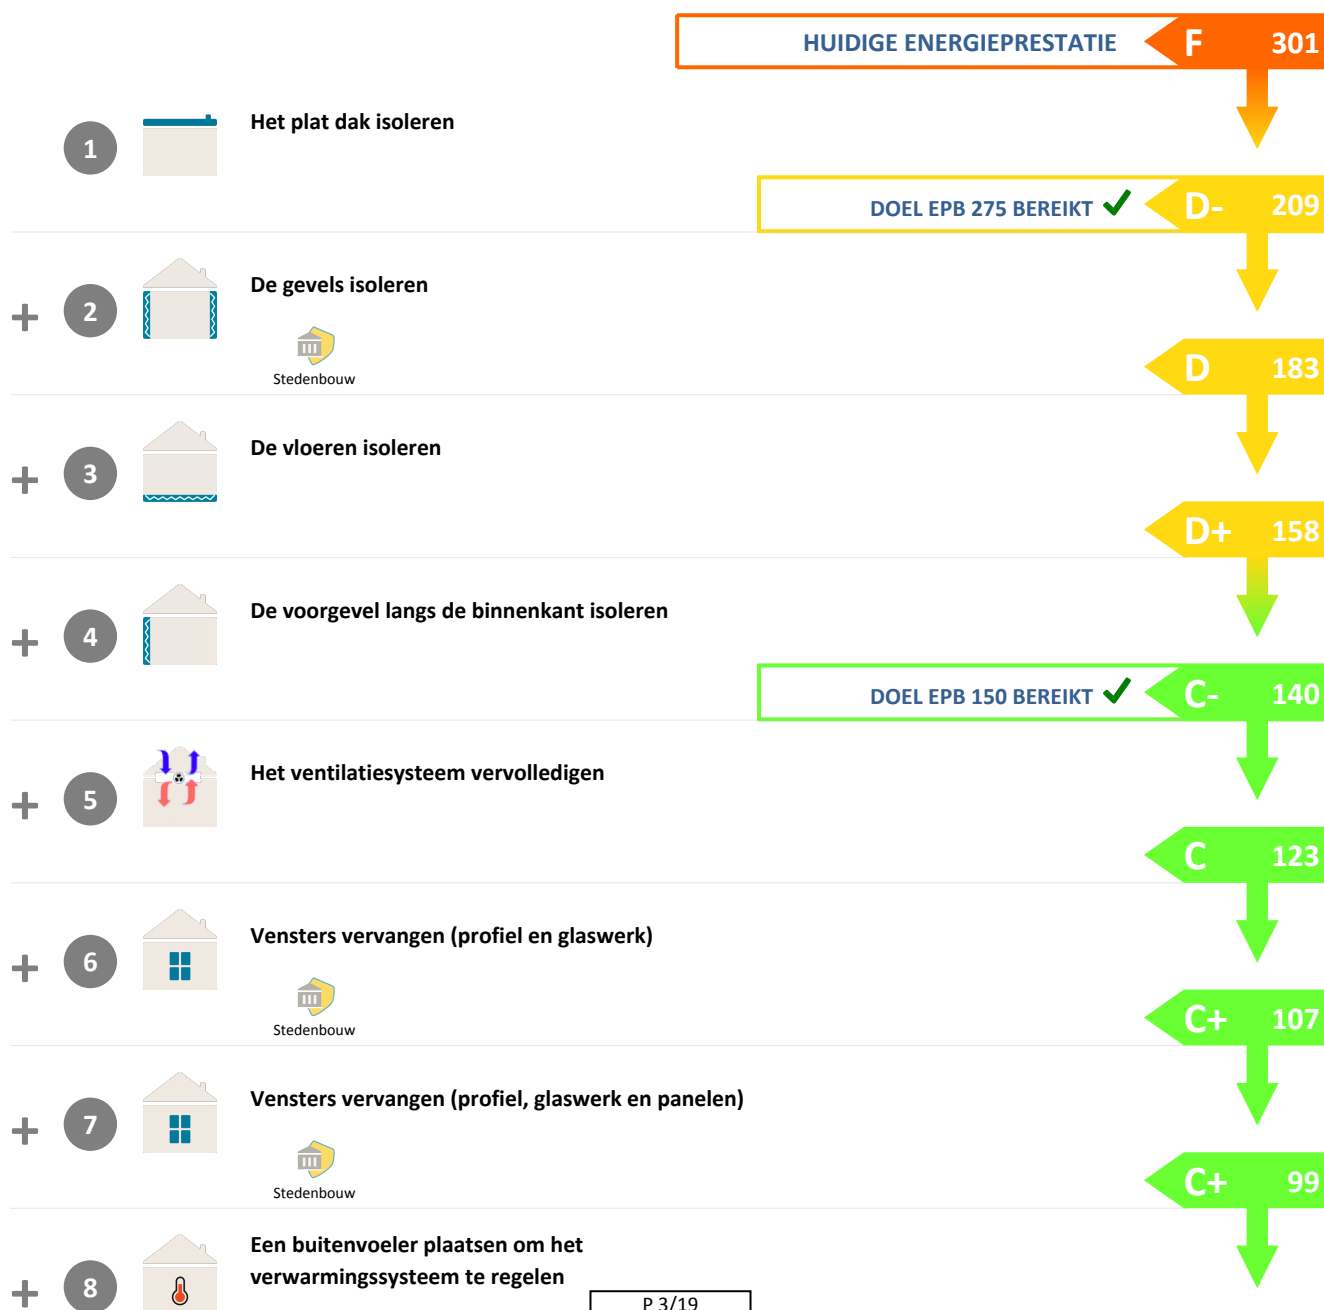 HUIDIGE ENERGIEPRESTATIE F 301
1 Het plat dak isoleren
DOEL EPB 275 BEREIKT D- 209
+ 2 De gevels isoleren
Stedenbouw
D 183
+ 3 De vloeren isoleren
D+ 158
+ 4 De voorgevel langs de binnenkant isoleren
DOEL EPB 150 BEREIKT C- 140
+ 5 Het ventilatiesysteem vervolledigen
C 123
+ 6 Vensters vervangen (profiel en glaswerk)
Stedenbouw
C+ 107
+ 7 Vensters vervangen (profiel, glaswerk en panelen)
Stedenbouw
C+ 99
+ 8 Een buitenvoeler plaatsen om het
verwarmingssysteem te regelen
P 3/19